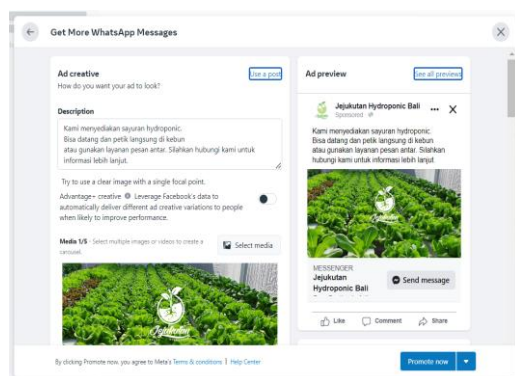 Get More WhatsApp Messages
Ad creative
Use a post
How do you want your ad to look?
Description
Kami menyediakan sayuran hydroponic.
Bisa datang dan petik langsung di kebun
atau gunakan layanan pesan antar. Silahkan hubungi kami untuk
informasi lebih lanjut.
Try to use a clear image with a single focal point.
Advantage+ creative Leverage Facebook's data to
automatically deliver different ad creative variations to people
when likely to improve performance.
Media 1/5 · Select multiple images or videos to create a
carousel.
Select media
Jejukutan
Ad preview
See all previews
Jejukutan Hydroponic Bali
Sponsored
Kami menyediakan sayuran hydroponic.
Bisa datang dan petik langsung di kebun
atau gunakan layanan pesan antar. Silahkan
hubungi kami untuk informasi lebih lanjut.
Jejukutan
MESSENGER
Jejukutan
Hydroponic Bali
Send message
Like
Comment
Share
By clicking Promote now, you agree to Meta's Terms & conditions | Help Center
Promote now